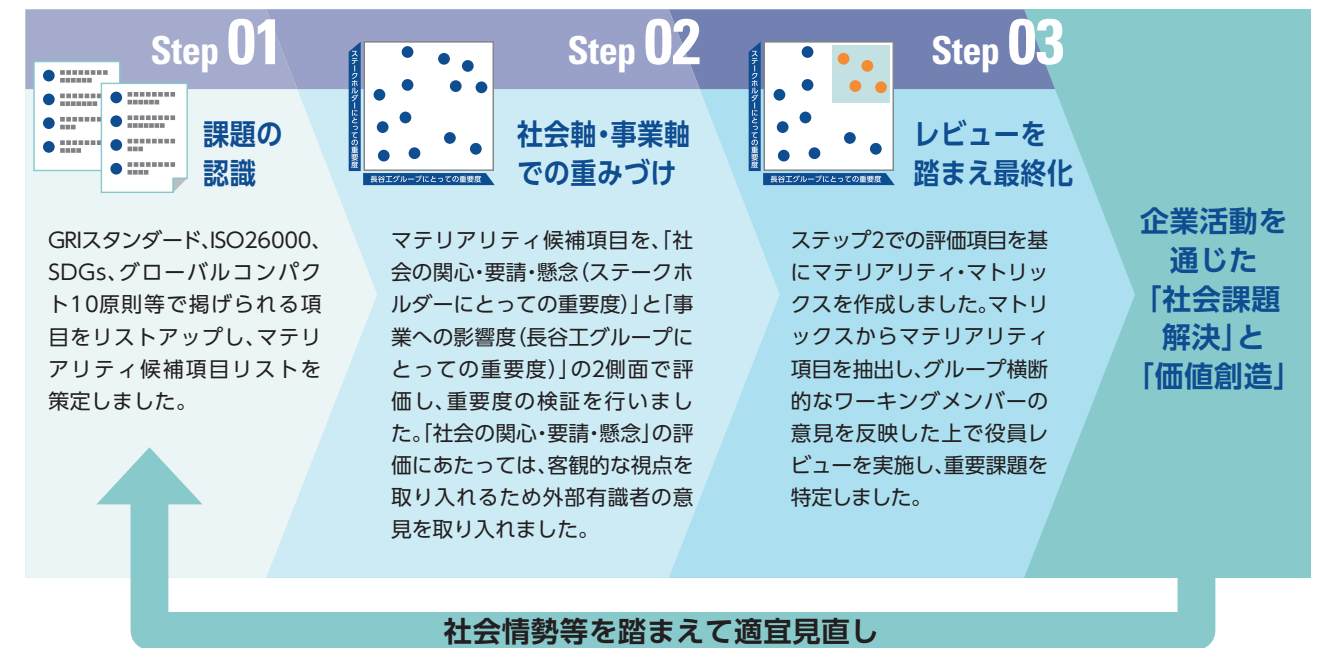 Step 01
課題の
認識
GRIスタンダード、ISO26000、
SDGs、グローバルコンパク
ト10原則等で掲げられる項
目をリストアップし、マテリ
アリティ候補項目リストを
策定しました。
Step 02
ステークホルダーにとっての重要度
長谷工グループにとっての重要度
社会軸・事業軸
での重みづけ
マテリアリティ候補項目を、「社
会の関心・要請・懸念(ステークホ
ルダーにとっての重要度)」と「事
業への影響度(長谷工グループに
とっての重要度)」の2側面で評
価し、重要度の検証を行いまし
た。「社会の関心・要請・懸念」の評
価にあたっては、客観的な視点を
取り入れるため外部有識者の意
見を取り入れました。
Step 03
ステークホルダーにとっての重要度
長谷工グループにとっての重要度
レビューを
踏まえ最終化
ステップ2での評価項目を基
にマテリアリティ・マトリッ
クスを作成しました。マトリ
ックスからマテリアリティ
項目を抽出し、グループ横断
的なワーキングメンバーの
意見を反映した上で役員レ
ビューを実施し、重要課題を
特定しました。
企業活動を
通じた
「社会課題
解決」と
「価値創造」
社会情勢等を踏まえて適宜見直し